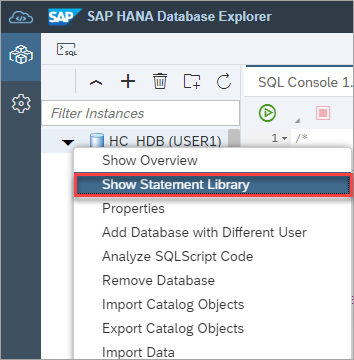 SAP SAP HANA Database Explorer
SQL
SQL Console 1.
Filter Instances
HC_HDB (USER1)
1 /*
Show Overview
Show Statement Library
Properties
Add Database with Different User
Analyze SQLScript Code
Remove Database
Import Catalog Objects
Export Catalog Objects
Import Data